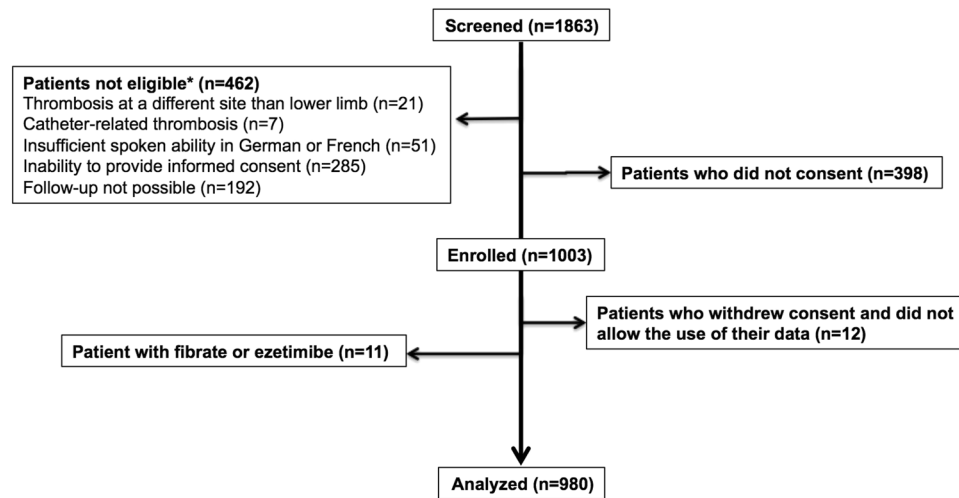 Screened (n=1863)
Patients not eligible* (n=462)
Thrombosis at a different site than lower limb (n=21)
Catheter-related thrombosis (n=7)
Insufficient spoken ability in German or French (n=51)
Inability to provide informed consent (n=285)
Follow-up not possible (n=192)
Patients who did not consent (n=398)
Enrolled (n=1003)
Patients who withdrew consent and did not
allow the use of their data (n=12)
Patient with fibrate or ezetimibe (n=11)
Analyzed (n=980)